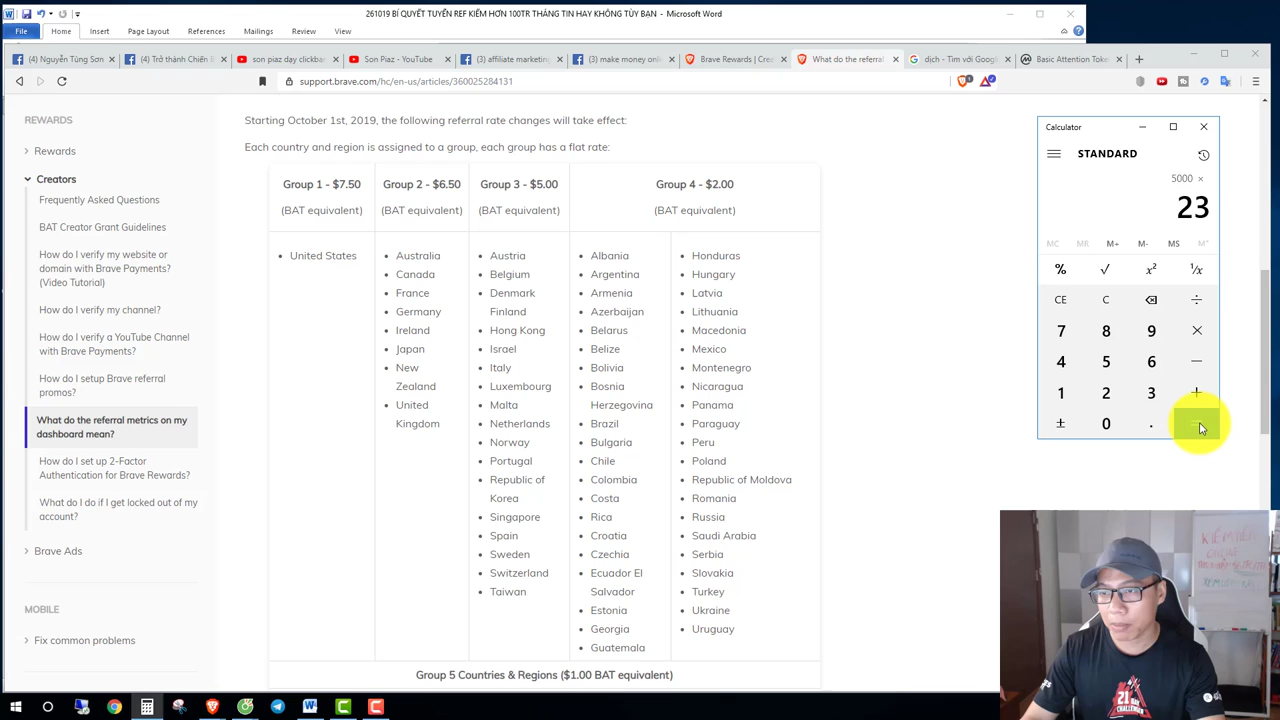 261019 BÍ QUYẾT TUYỂN REF KIẾM HƠN 100TR THÁNG TIN HAY KHÔNG TÙY BẠN - Microsoft Word
File Home Insert Page Layout References Mailings Review View
(4) Nguyễn Tùng Sơn
(4) Trở thành Chiến
son piaz day clickba
Son Piaz - YouTube
(3) affiliate marketing
(3) make money onli
Brave Rewards | Crea
What do the referral
dịch - Tìm với Googl
Basic Attention Toke
support.brave.com/hc/en-us/articles/360025284131
REWARDS
Rewards
Creators
Frequently Asked Questions
BAT Creator Grant Guidelines
How do I verify my website or
domain with Brave Payments?
(Video Tutorial)
How do I verify my channel?
How do I verify a YouTube Channel
with Brave Payments?
How do I setup Brave referral
promos?
What do the referral metrics on my
dashboard mean?
How do I set up 2-Factor
Authentication for Brave Rewards?
What do I do if I get locked out of my
account?
Brave Ads
MOBILE
Fix common problems
Starting October 1st, 2019, the following referral rate changes will take effect:
Each country and region is assigned to a group, each group has a flat rate:
Group 1 - $7.50
(BAT equivalent)
United States
Group 2 - $6.50
(BAT equivalent)
Australia
Canada
France
Germany
Ireland
Japan
New
Zealand
United
Kingdom
Group 3 - $5.00
(BAT equivalent)
Austria
Belgium
Denmark
Finland
Hong Kong
Israel
Italy
Luxembourg
Malta
Netherlands
Norway
Portugal
Republic of
Korea
Singapore
Spain
Sweden
Switzerland
Taiwan
Group 4 - $2.00
(BAT equivalent)
Albania
Argentina
Armenia
Azerbaijan
Belarus
Belize
Bolivia
Bosnia
Herzegovina
Brazil
Bulgaria
Chile
Colombia
Costa
Rica
Croatia
Czechia
Ecuador El
Salvador
Estonia
Georgia
Guatemala
Honduras
Hungary
Latvia
Lithuania
Macedonia
Mexico
Montenegro
Nicaragua
Panama
Paraguay
Peru
Poland
Republic of Moldova
Romania
Russia
Saudi Arabia
Serbia
Slovakia
Turkey
Ukraine
Uruguay
Group 5 Countries & Regions ($1.00 BAT equivalent)
Calculator
STANDARD
5000 ×
23
MC MR M+ M- MS M˅
% √ x² ¹/x
CE C ÷
7 8 9 ×
4 5 6 −
1 2 3 +
± 0 . =
21
DAY
CHALLENGE